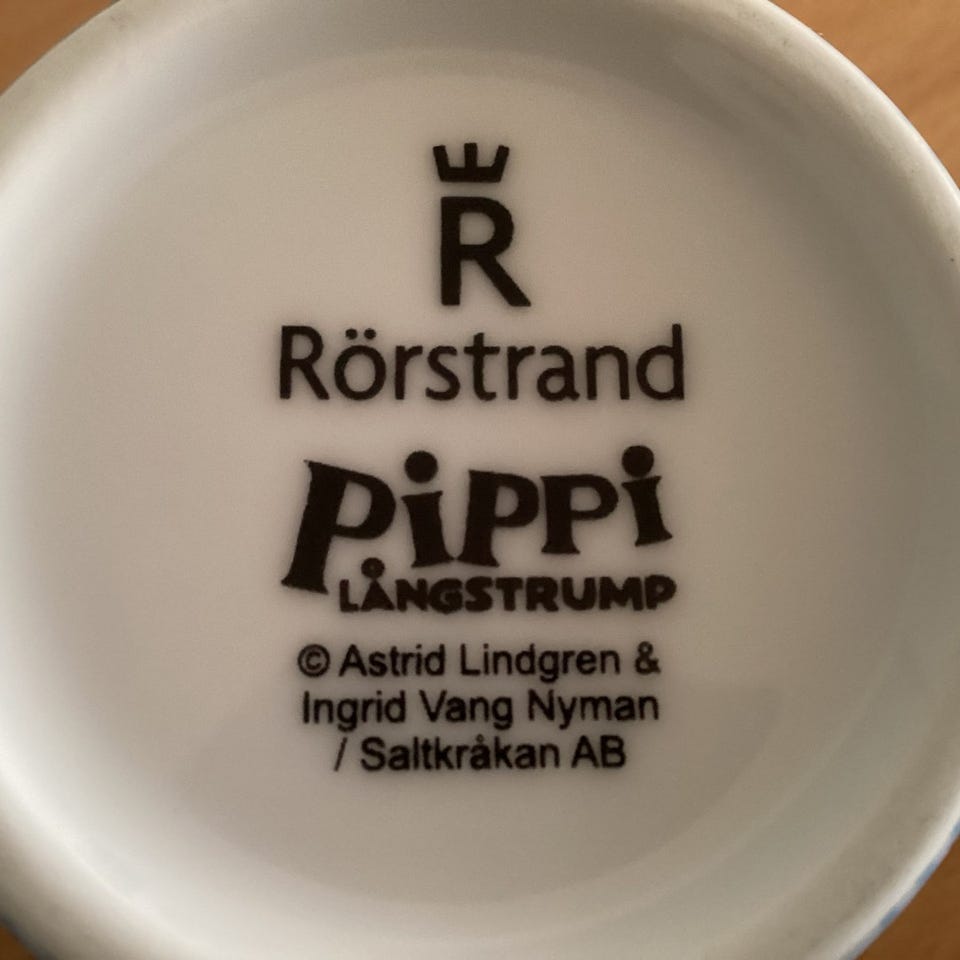 R
Rörstrand
Pippi
LÅNGSTRUMP
© Astrid Lindgren &
Ingrid Vang Nyman
/ Saltkråkan AB